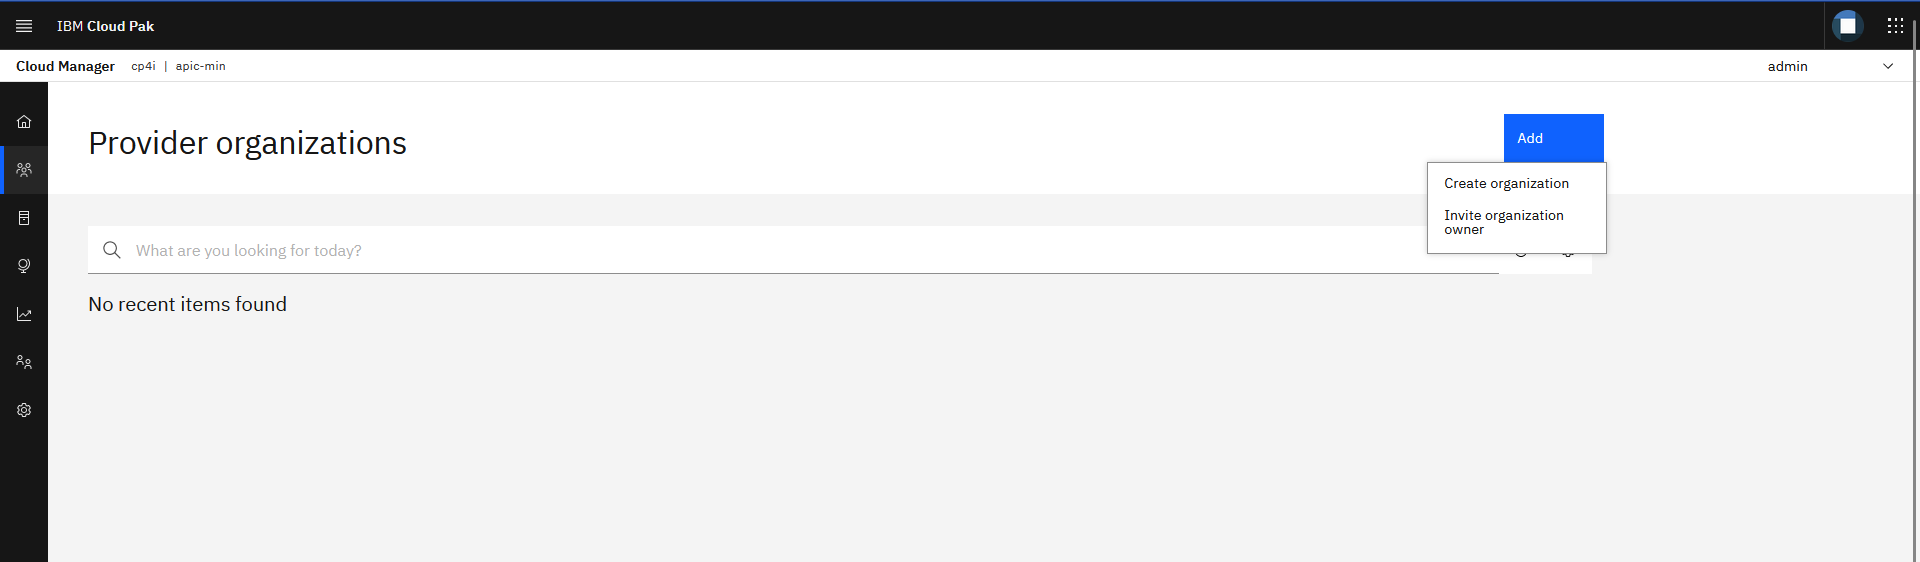 IBM Cloud Pak
Cloud Manager cp4i | apic-min
admin
Provider organizations
Add
Create organization
Invite organization
owner
What are you looking for today?
No recent items found